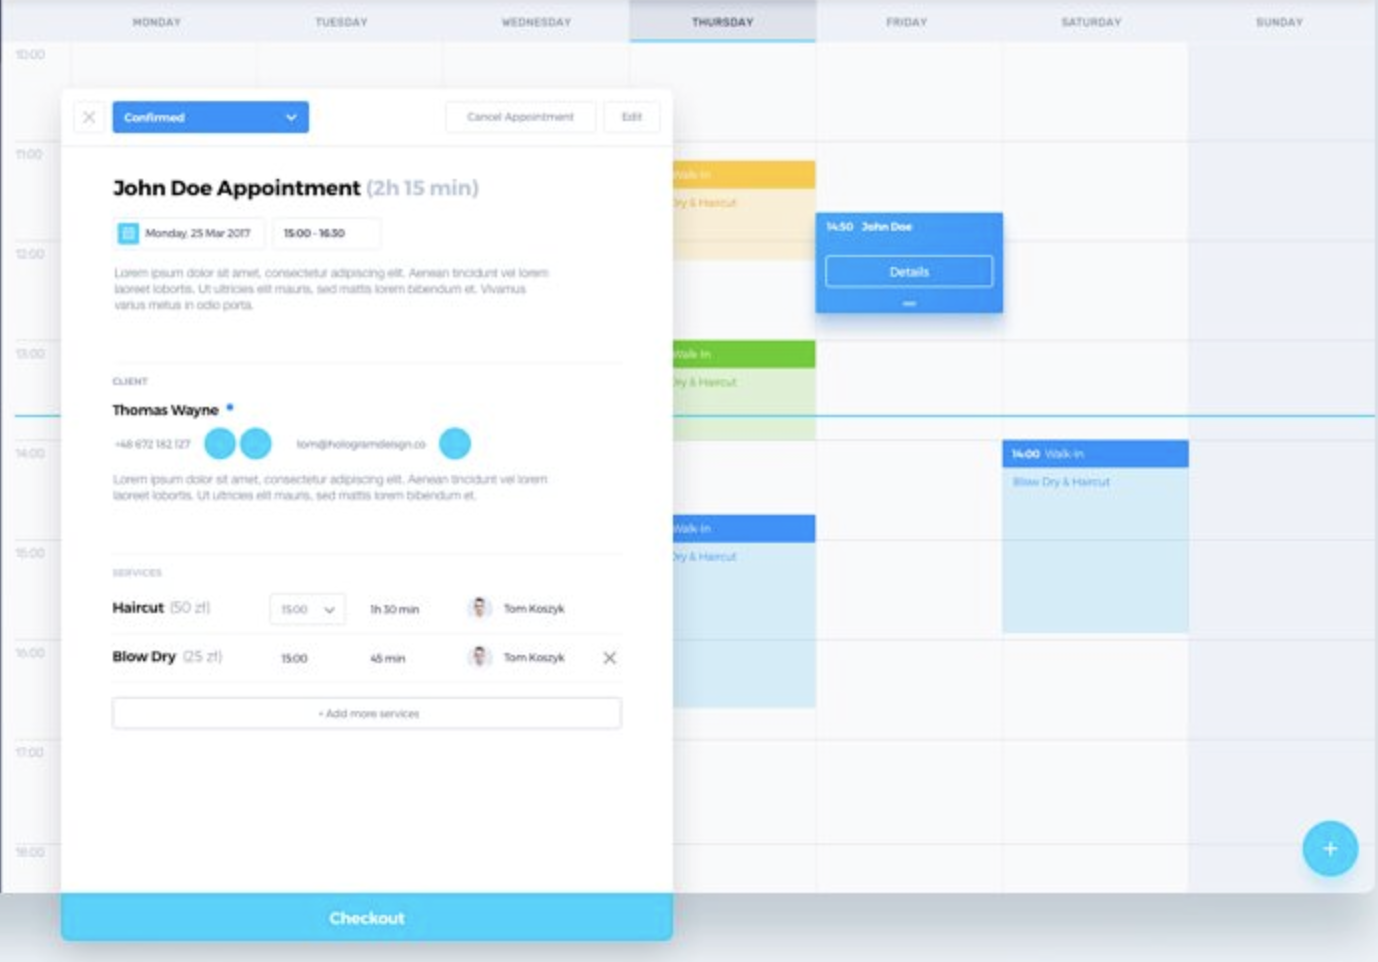 MONDAY TUESDAY WEDNESDAY THURSDAY FRIDAY SATURDAY SUNDAY
10:00
11:00
12:00
13:00
14:00
15:00
16:00
17:00
18:00
Confirmed
Cancel Appointment
Edit
John Doe Appointment (2h 15 min)
Monday, 25 Mar 2017 15:00 - 16:30
Lorem ipsum dolor sit amet, consectetur adipiscing elit. Aenean tincidunt vel lorem
laoreet lobortis. Ut ultricies elit mauris, sed mattis lorem bibendum et. Vivamus
varius metus in odio porta.
CLIENT
Thomas Wayne
+48 672 182 127 tom@hologramdeisgn.co
Lorem ipsum dolor sit amet, consectetur adipiscing elit. Aenean tincidunt vel lorem
laoreet lobortis. Ut ultricies elit mauris, sed mattis lorem bibendum et.
SERVICES
Haircut (50 zł) 15:00 1h 30 min Tom Koszyk
Blow Dry (25 zł) 15:00 45 min Tom Koszyk
+ Add more services
Checkout
Walk-In
Dry & Haircut
Walk-In
Dry & Haircut
Walk-In
Dry & Haircut
14:50 John Doe
Details
14:00 Walk-In
Blow Dry & Haircut